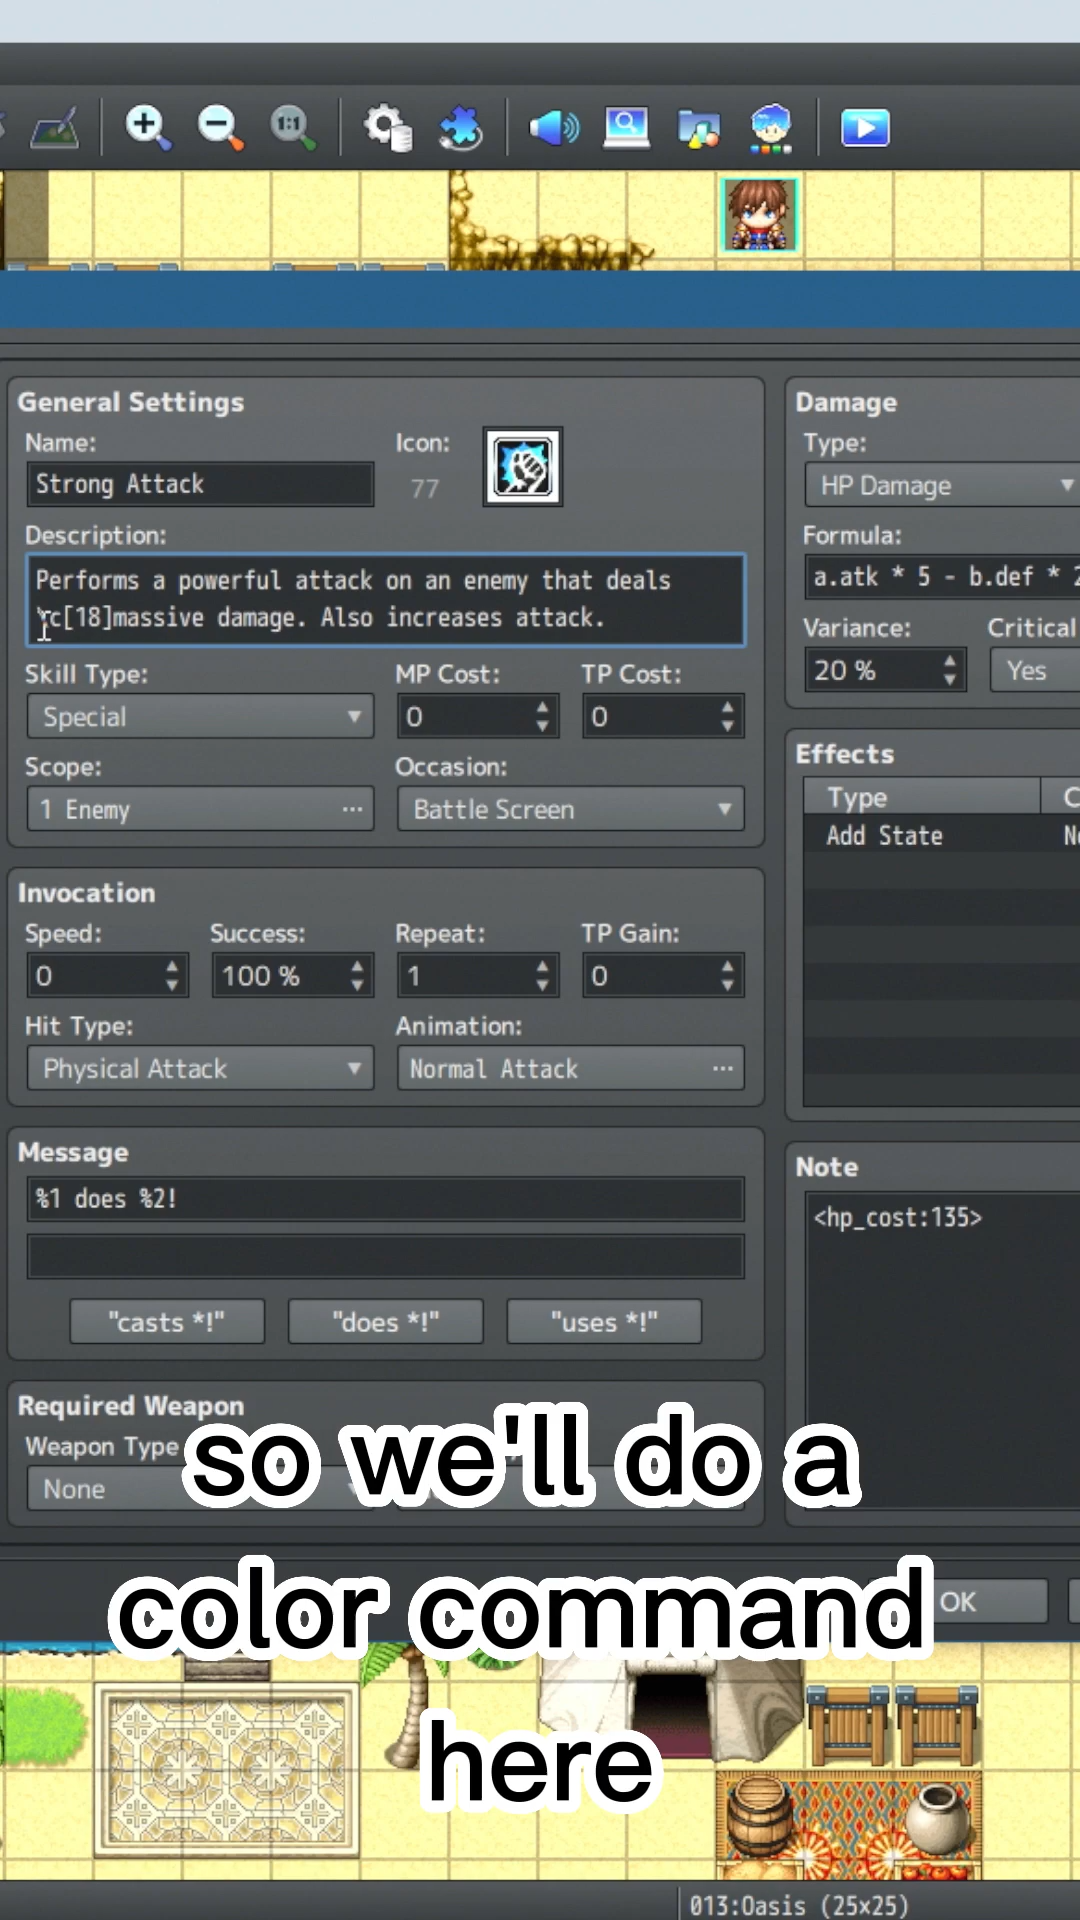 1:1
General Settings
Name:
Icon:
Strong Attack
77
Description:
Performs a powerful attack on an enemy that deals
\c[18]massive damage. Also increases attack.
Skill Type:
MP Cost:
TP Cost:
Special
0
0
Scope:
Occasion:
1 Enemy
...
Battle Screen
Invocation
Speed:
Success:
Repeat:
TP Gain:
0
100 %
1
0
Hit Type:
Animation:
Physical Attack
Normal Attack
...
Message
%1 does %2!
"casts *!"
"does *!"
"uses *!"
Required Weapon
Weapon Type
None
Damage
Type:
HP Damage
Formula:
a.atk * 5 - b.def * 2
Variance:
Critical
20 %
Yes
Effects
Type
Add State
Note
<hp_cost:135>
OK
so we'll do a
color command
here
013:Oasis (25x25)